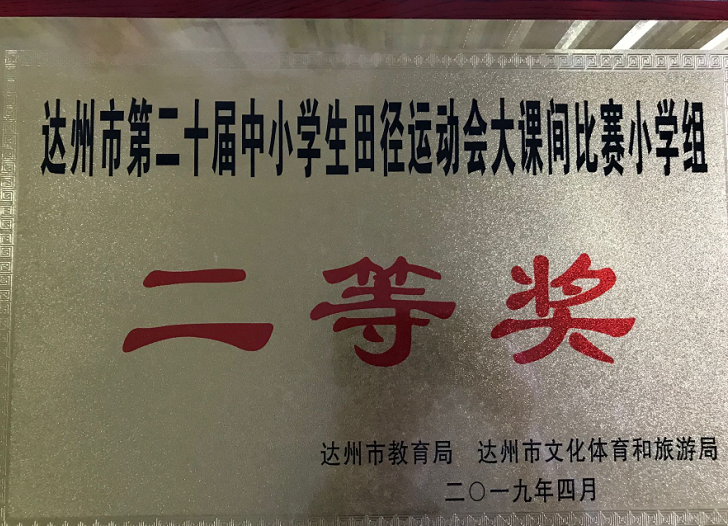 达州市第二十届中小学生田径运动会大课间比赛小学组
二等奖
达州市教育局 达州市文化体育和旅游局
二〇一九年四月